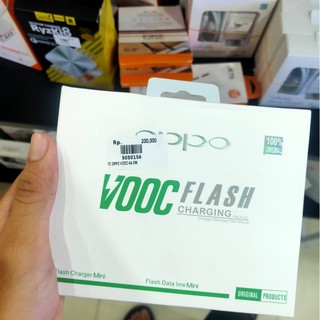 oppo
Rp. 200,000
3030156
100%
ORIGINAL
VOOC FLASH
CHARGING
Flash Charger Mini
Flash Data line Mini
ORIGINAL PRODUCTS